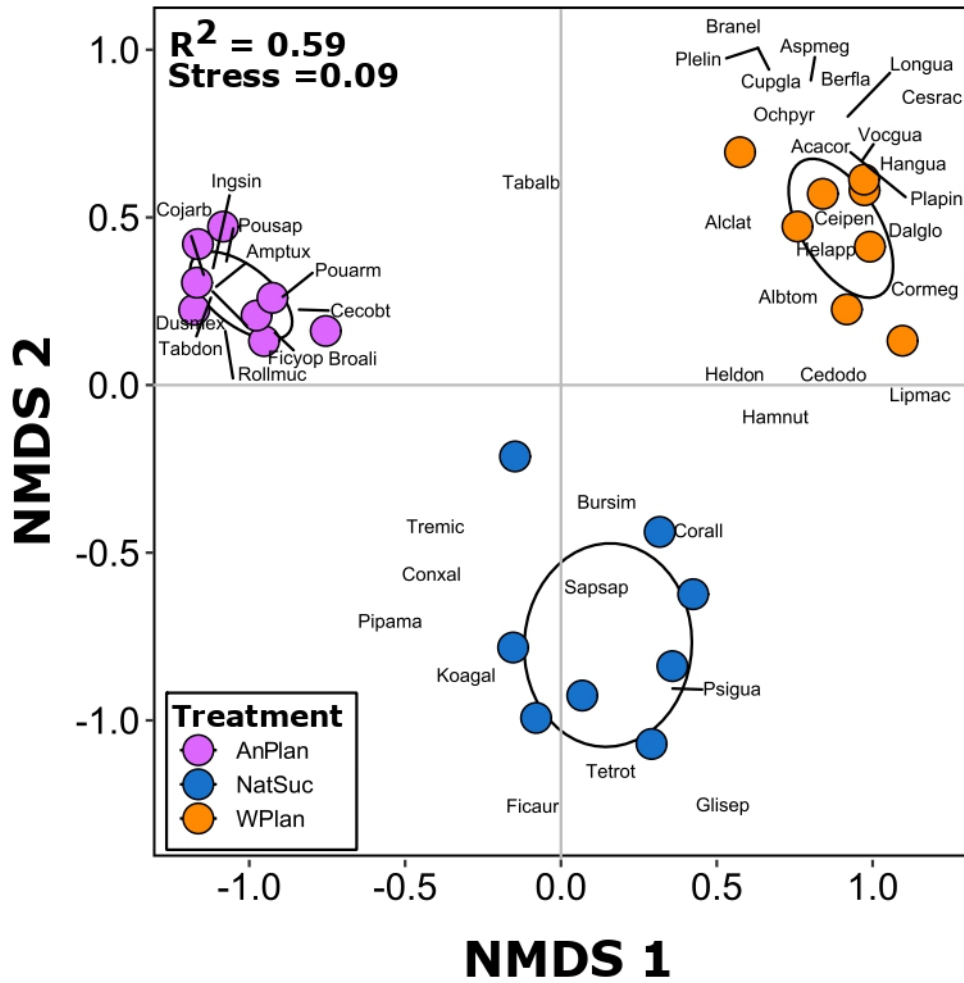 R² = 0.59
Stress =0.09
Branel
Plelin
Aspmeg
Cupgla
Berfla
Longua
Cesrac
Ochpyr
Vocgua
Acacor
Hangua
Plapin
Tabalb
Alclat
Ceipen
Dalglo
Helapp
Albtom
Cormeg
Heldon
Cedodo
Lipmac
Hamnut
Ingsin
Cojarb
Pousap
Amptux
Pouarm
Cecobt
Dusmex
Tabdon
Ficyop
Broali
Rollmuc
Bursim
Tremic
Corall
Conxal
Sapsap
Pipama
Koagal
Psigua
Tetrot
Ficaur
Glisep
Treatment
AnPlan
NatSuc
WPlan
1.0
0.5
0.0
-0.5
-1.0
NMDS 2
-1.0 -0.5 0.0 0.5 1.0
NMDS 1